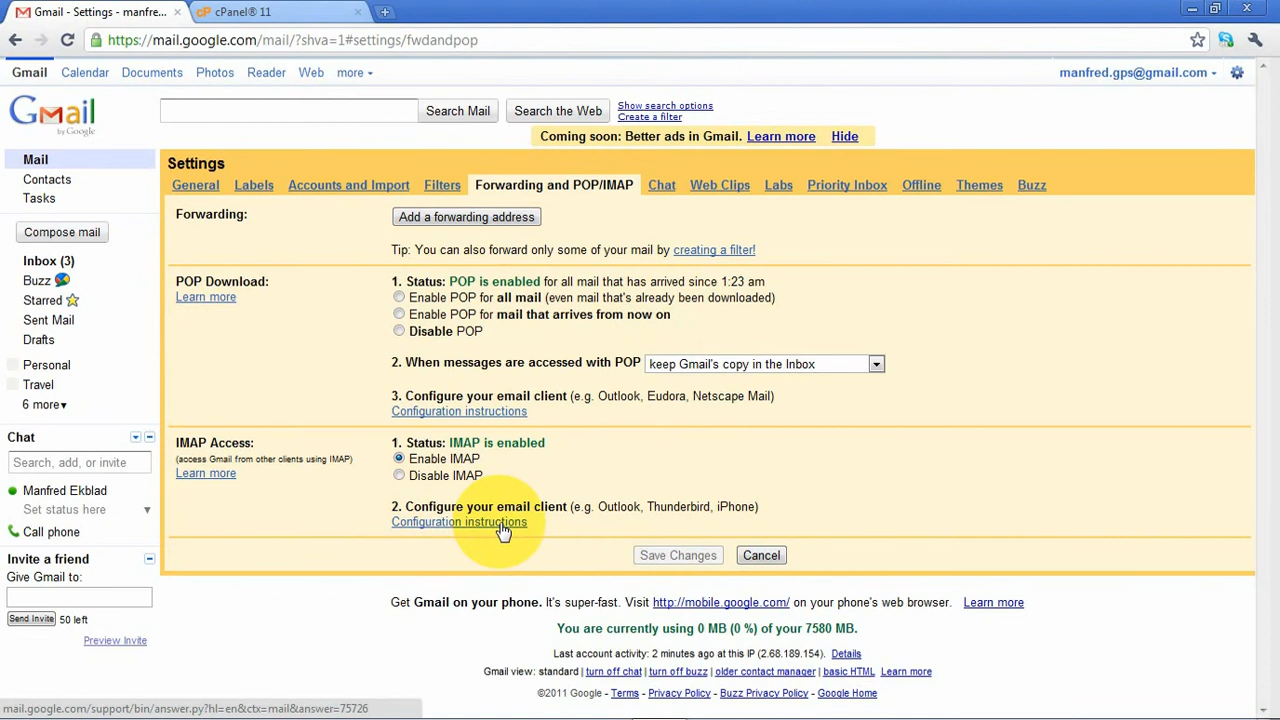 Gmail - Settings - manfre...
cPanel® 11
https://mail.google.com/mail/?shva=1#settings/fwdandpop
Gmail Calendar Documents Photos Reader Web more
manfred.gps@gmail.com
Gmail
by Google
Search Mail
Search the Web
Show search options
Create a filter
Coming soon: Better ads in Gmail. Learn more Hide
Mail
Contacts
Tasks
Compose mail
Inbox (3)
Buzz
Starred
Sent Mail
Drafts
Personal
Travel
6 more▾
Chat
Search, add, or invite
Manfred Ekblad
Set status here
Call phone
Invite a friend
Give Gmail to:
Send Invite 50 left
Preview Invite
Settings
General Labels Accounts and Import Filters Forwarding and POP/IMAP Chat Web Clips Labs Priority Inbox Offline Themes Buzz
Forwarding:
Add a forwarding address
Tip: You can also forward only some of your mail by creating a filter!
POP Download:
Learn more
1. Status: POP is enabled for all mail that has arrived since 1:23 am
Enable POP for all mail (even mail that's already been downloaded)
Enable POP for mail that arrives from now on
Disable POP
2. When messages are accessed with POP keep Gmail's copy in the Inbox
3. Configure your email client (e.g. Outlook, Eudora, Netscape Mail)
Configuration instructions
IMAP Access:
(access Gmail from other clients using IMAP)
Learn more
1. Status: IMAP is enabled
Enable IMAP
Disable IMAP
2. Configure your email client (e.g. Outlook, Thunderbird, iPhone)
Configuration instructions
Save Changes
Cancel
Get Gmail on your phone. It's super-fast. Visit http://mobile.google.com/ on your phone's web browser. Learn more
You are currently using 0 MB (0 %) of your 7580 MB.
Last account activity: 2 minutes ago at this IP (2.68.189.154). Details
Gmail view: standard | turn off chat | turn off buzz | older contact manager | basic HTML Learn more
©2011 Google - Terms - Privacy Policy - Buzz Privacy Policy - Google Home
mail.google.com/support/bin/answer.py?hl=en&ctx=mail&answer=75726